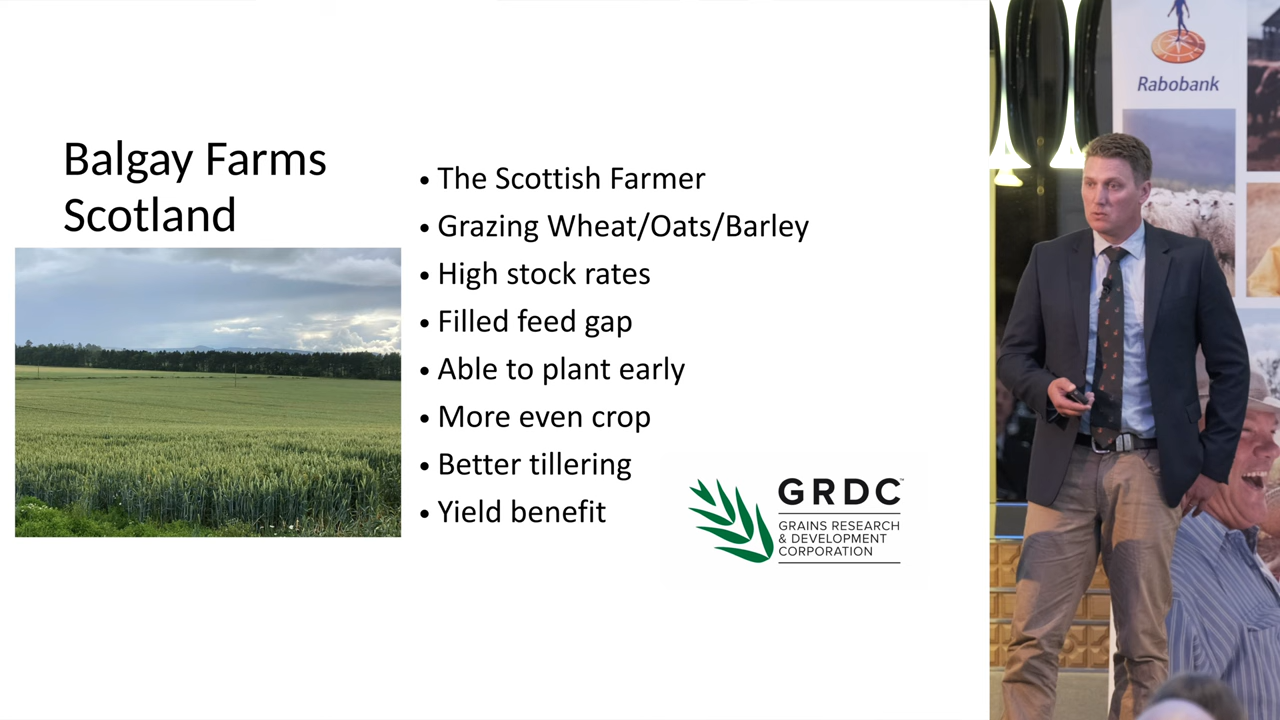 Balgay Farms
Scotland
• The Scottish Farmer
• Grazing Wheat/Oats/Barley
• High stock rates
• Filled feed gap
• Able to plant early
• More even crop
• Better tillering
• Yield benefit
GRDC™
GRAINS RESEARCH
& DEVELOPMENT
CORPORATION
Rabobank